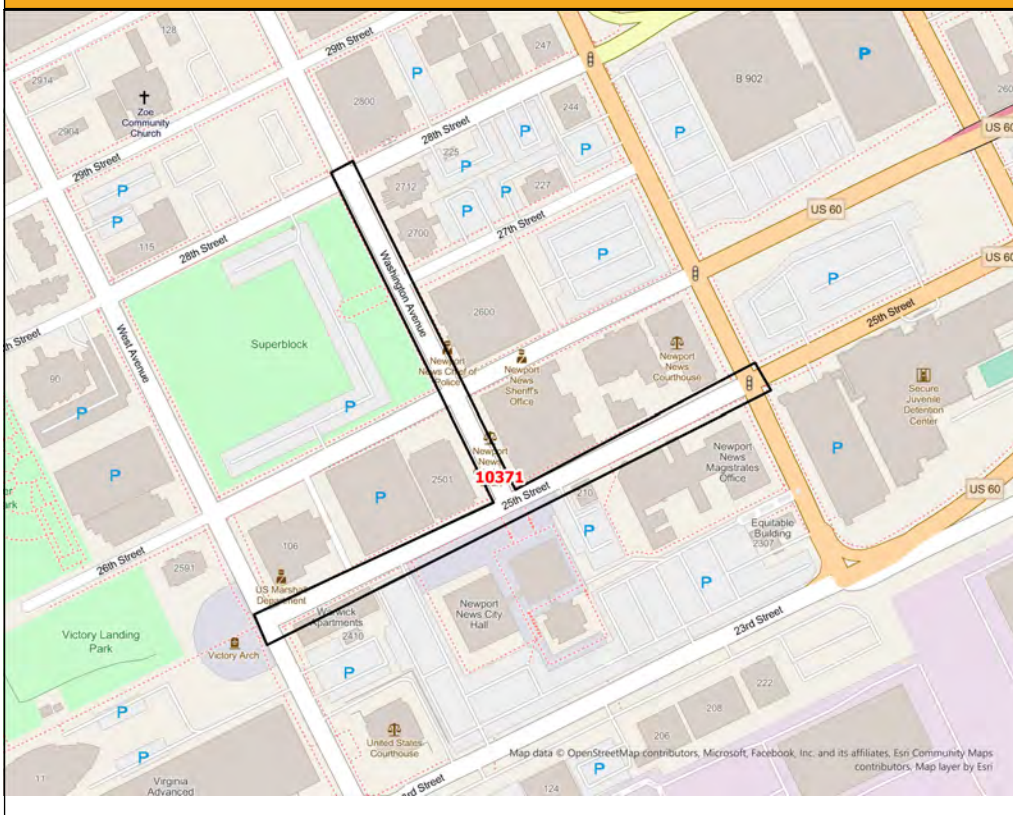 29th Street
128
247
2914
B 902
260
Zoe
Community
Church
2800
244
US 60
2904
28th Street
225
29th Street
2712
227
US 60
2700
27th Street
115
28th Street
Washington Avenue
US 60
25th Street
West Avenue
Superblock
2600
Newport
News Chief of
Police
Newport
News
Sheriff's
Office
Newport
News
Courthouse
90
Secure
Juvenile
Detention
Center
Newport
News
10371
2501
25th Street
210
Newport
News
Magistrates
Office
US 60
Equitable
Building
2307
26th Street
2591
106
US Marshall
Department
Warwick
Apartments
2410
Newport
News City
Hall
23rd Street
Victory Landing
Park
Victory Arch
United States
Courthouse
222
208
206
11
Virginia
Advanced
3rd Street
124
Map data © OpenStreetMap contributors, Microsoft, Facebook, Inc. and its affiliates, Esri Community Maps
contributors, Map layer by Esri